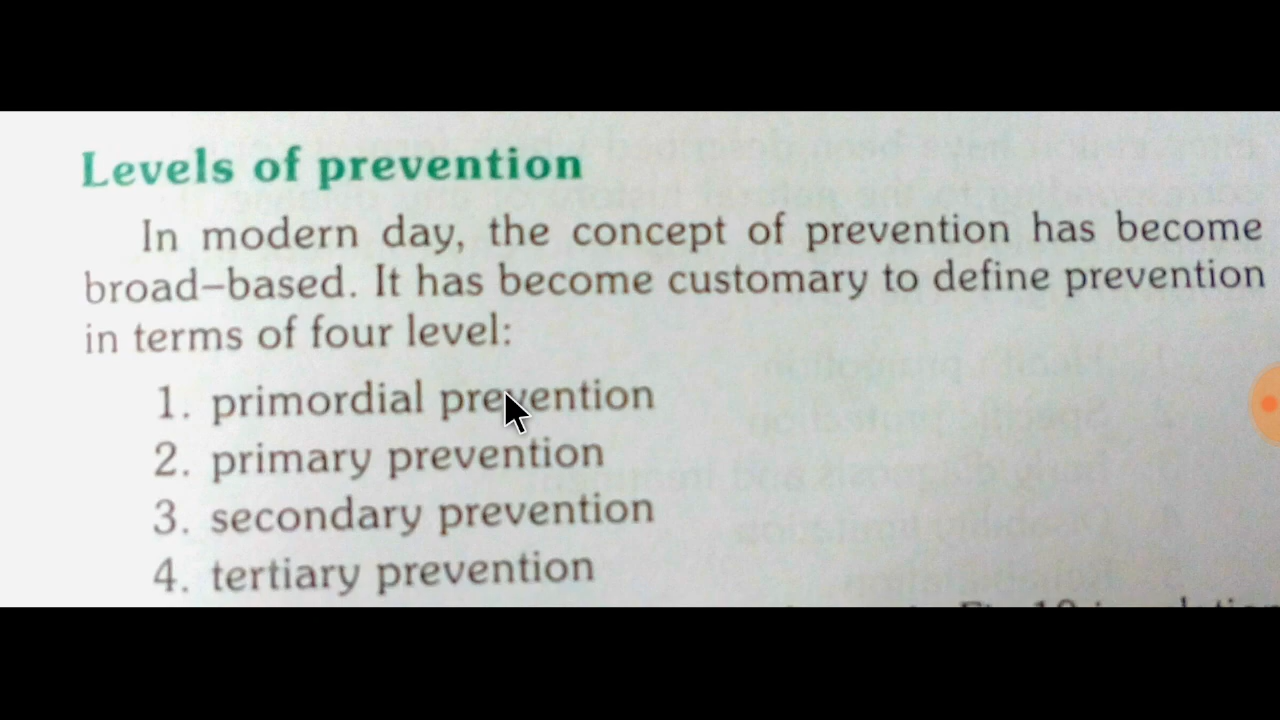 Levels of prevention
In modern day, the concept of prevention has become
broad–based. It has become customary to define prevention
in terms of four level:
1. primordial prevention
2. primary prevention
3. secondary prevention
4. tertiary prevention